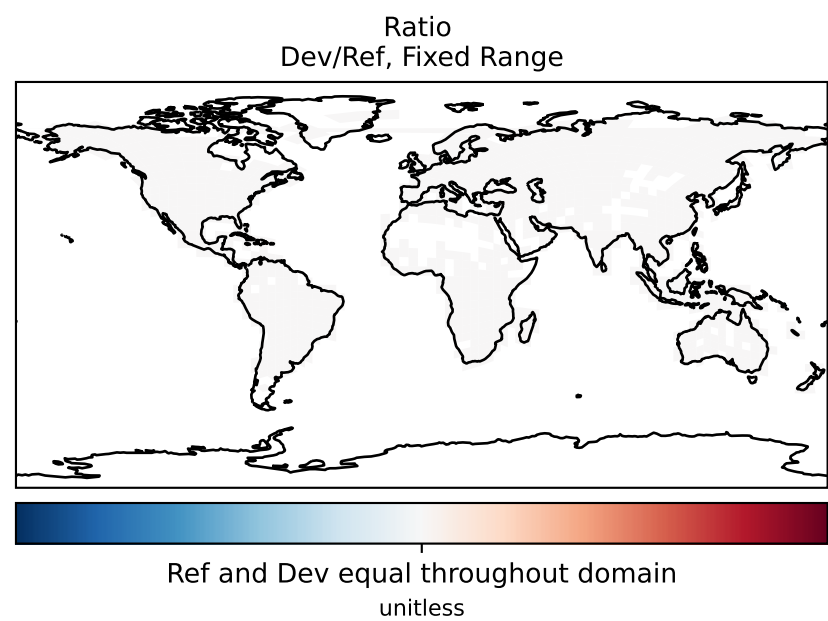 Ratio
Dev/Ref, Fixed Range
Ref and Dev equal throughout domain
unitless